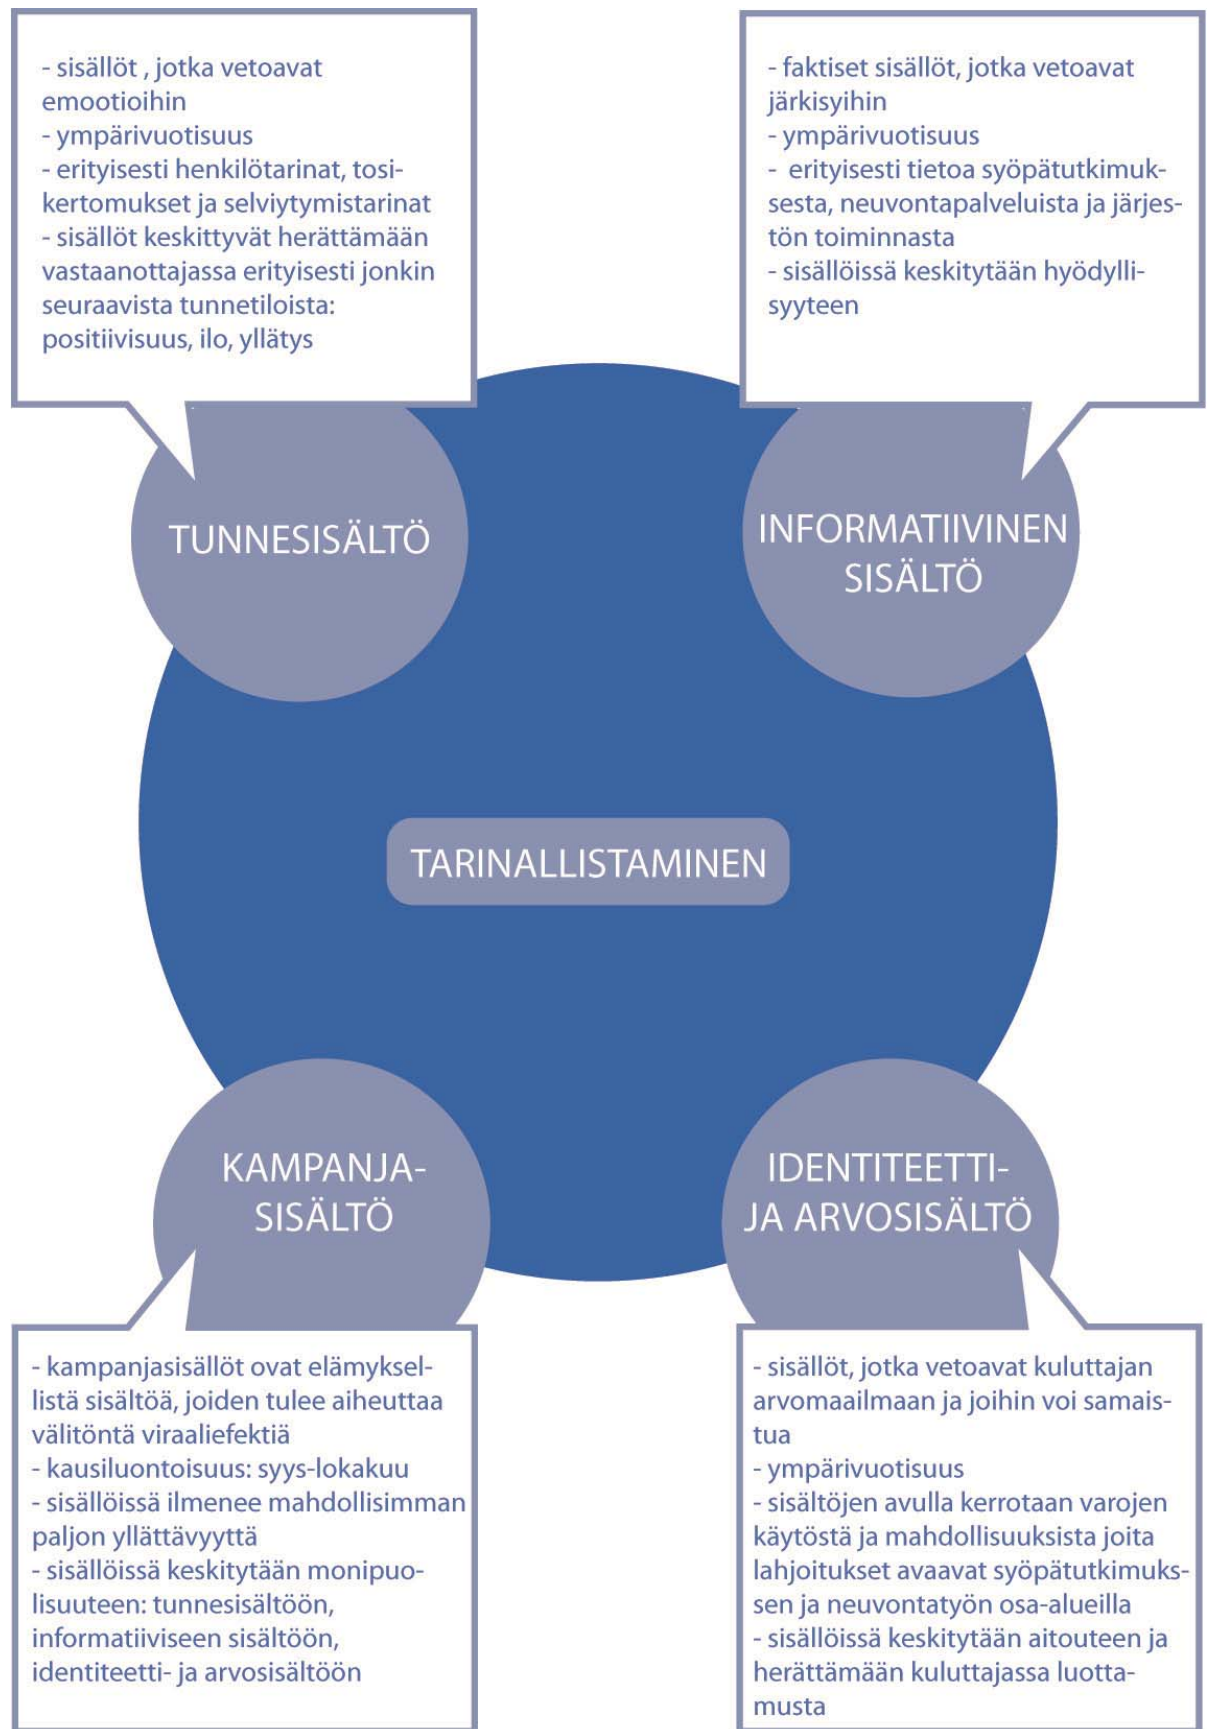 - sisällöt , jotka vetoavat
emootioihin
- ympärivuotisuus
- erityisesti henkilötarinat, tosi-
kertomukset ja selviytymistarinat
- sisällöt keskittyvät herättämään
vastaanottajassa erityisesti jonkin
seuraavista tunnetiloista:
positiivisuus, ilo, yllätys
- faktiset sisällöt, jotka vetoavat
järkisyihin
- ympärivuotisuus
- erityisesti tietoa syöpätutkimuk-
sesta, neuvontapalveluista ja järjes-
tön toiminnasta
- sisällöissä keskitytään hyödylli-
syyteen
TUNNESISÄLTÖ
INFORMATIIVINEN
SISÄLTÖ
TARINALLISTAMINEN
KAMPANJA-
SISÄLTÖ
IDENTITEETTI-
JA ARVOSISÄLTÖ
- kampanjasisällöt ovat elämyksel-
listä sisältöä, joiden tulee aiheuttaa
välitöntä viraaliefektiä
- kausiluontoisuus: syys-lokakuu
- sisällöissä ilmenee mahdollisimman
paljon yllättävyyttä
- sisällöissä keskitytään monipuo-
lisuuteen: tunnesisältöön,
informatiiviseen sisältöön,
identiteetti- ja arvosisältöön
- sisällöt, jotka vetoavat kuluttajan
arvomaailmaan ja joihin voi samais-
tua
- ympärivuotisuus
- sisältöjen avulla kerrotaan varojen
käytöstä ja mahdollisuuksista joita
lahjoitukset avaavat syöpätutkimuks-
sen ja neuvontatyön osa-alueilla
- sisällöissä keskitytään aitouteen ja
herättämään kuluttajassa luotta-
musta